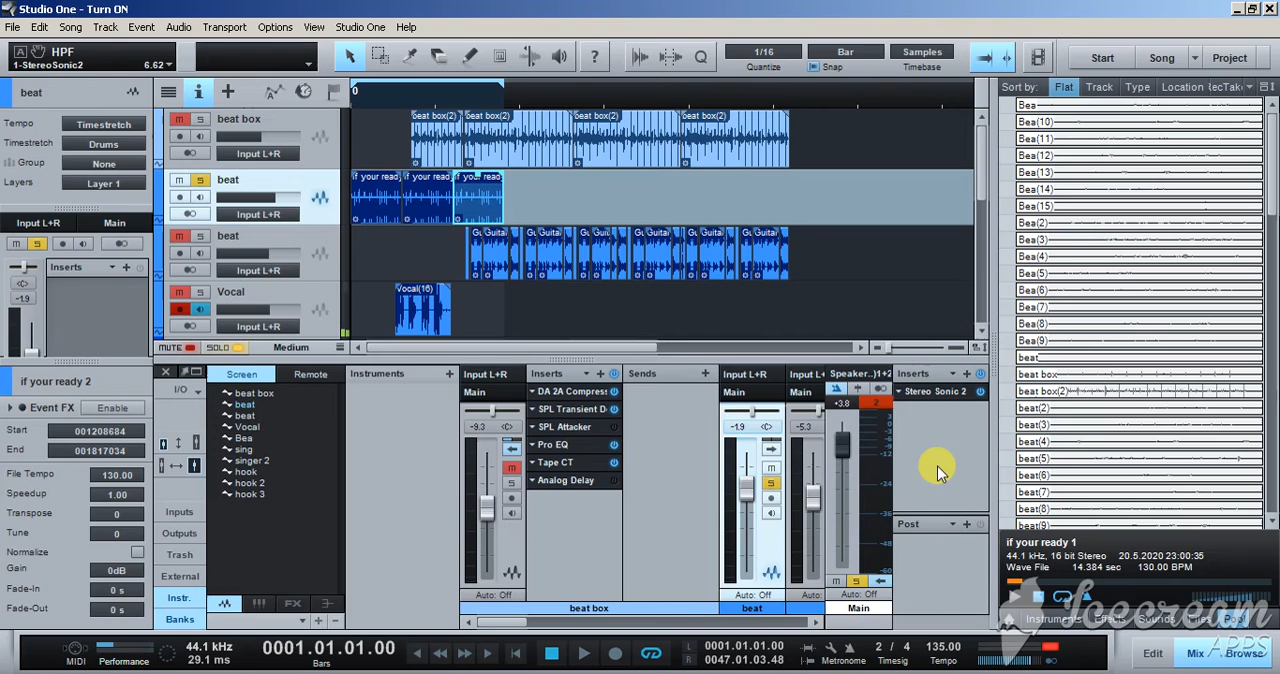 Studio One - Turn ON
File Edit Song Track Event Audio Transport Options View Studio One Help
HPF
1-StereoSonic2 6.62
1/16 Bar Samples
Quantize Snap Timebase
Start Song Project
beat
Tempo Timestretch
Timestretch Drums
Group None
Layers Layer 1
Input L+R Main
Inserts
-1.9
0
M S beat box
Input L+R
M S beat
Input L+R
M S beat
Input L+R
M S Vocal
Input L+R
MUTE SOLO Medium
beat box(2) beat box(2) beat box(2) beat box(2)
if your read if your read if your read
Vocal(16)
Sort by: Flat Track Type Location
Bea
Bea(10)
Bea(11)
Bea(12)
Bea(13)
Bea(14)
Bea(15)
Bea(2)
Bea(3)
Bea(4)
Bea(5)
Bea(6)
Bea(7)
Bea(8)
Bea(9)
beat
beat box
beat box(2)
beat(2)
beat(3)
beat(4)
beat(5)
beat(6)
beat(7)
beat(8)
beat(9)
if your ready 2
Event FX Enable
Start 001208684
End 001817034
File Tempo 130.00
Speedup 1.00
Transpose 0
Tune 0
Normalize
Gain 0dB
Fade-In 0 s
Fade-Out 0 s
I/O
Inputs
Outputs
Trash
External
Instr.
Banks
Screen Remote
beat box
beat
beat
Vocal
Bea
sing
singer 2
hook
hook 2
hook 3
FX
Instruments
Input L+R
Main
-9.3
Auto: Off
Inserts
DA 2A Compress
SPL Transient D
SPL Attacker
Pro EQ
Tape CT
Analog Delay
beat box
Sends
Input L+R
Main
-1.9
Auto: Off
beat
Input L
Main
-5.3
Speaker..)1+2
+3.8 2
Auto: Off
Main
Inserts
Stereo Sonic 2
Post
if your ready 1
44.1 kHz, 16 bit Stereo 20.5.2020 23:00:35
Wave File 14.384 sec 130.00 BPM
Instruments Effects Sounds Files Pool
Icecream
APPS
MIDI Performance
44.1 kHz
29.1 ms
0001.01.01.00
Bars
L 0001.01.01.00
R 0047.01.03.48
Metronome
2 / 4
Timesig
135.00
Tempo
Edit Mix Browse